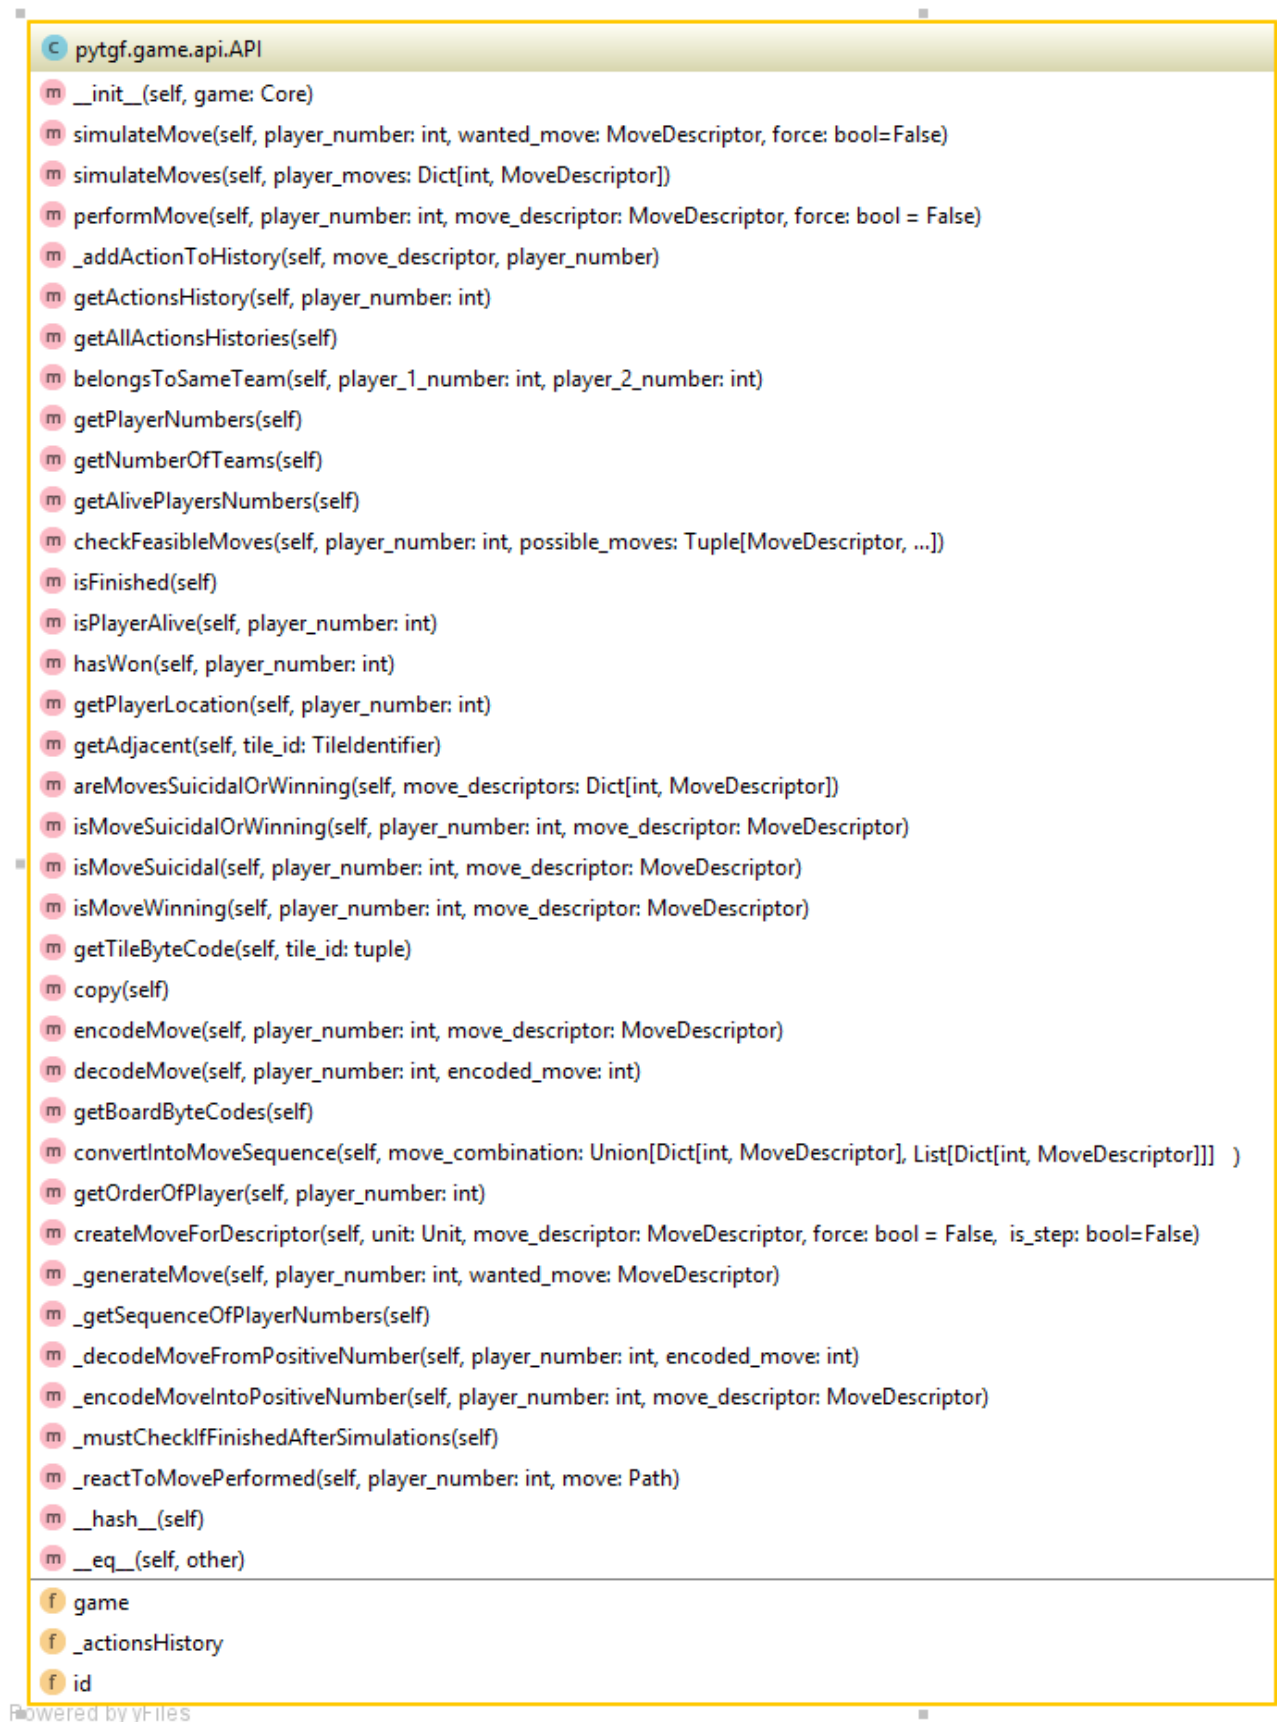 C pytgf.game.api.API
m __init__(self, game: Core)
m simulateMove(self, player_number: int, wanted_move: MoveDescriptor, force: bool=False)
m simulateMoves(self, player_moves: Dict[int, MoveDescriptor])
m performMove(self, player_number: int, move_descriptor: MoveDescriptor, force: bool = False)
m _addActionToHistory(self, move_descriptor, player_number)
m getActionsHistory(self, player_number: int)
m getAllActionsHistories(self)
m belongsToSameTeam(self, player_1_number: int, player_2_number: int)
m getPlayerNumbers(self)
m getNumberOfTeams(self)
m getAlivePlayersNumbers(self)
m checkFeasibleMoves(self, player_number: int, possible_moves: Tuple[MoveDescriptor, ...])
m isFinished(self)
m isPlayerAlive(self, player_number: int)
m hasWon(self, player_number: int)
m getPlayerLocation(self, player_number: int)
m getAdjacent(self, tile_id: TileIdentifier)
m areMovesSuicidalOrWinning(self, move_descriptors: Dict[int, MoveDescriptor])
m isMoveSuicidalOrWinning(self, player_number: int, move_descriptor: MoveDescriptor)
m isMoveSuicidal(self, player_number: int, move_descriptor: MoveDescriptor)
m isMoveWinning(self, player_number: int, move_descriptor: MoveDescriptor)
m getTileByteCode(self, tile_id: tuple)
m copy(self)
m encodeMove(self, player_number: int, move_descriptor: MoveDescriptor)
m decodeMove(self, player_number: int, encoded_move: int)
m getBoardByteCodes(self)
m convertIntoMoveSequence(self, move_combination: Union[Dict[int, MoveDescriptor], List[Dict[int, MoveDescriptor]]] )
m getOrderOfPlayer(self, player_number: int)
m createMoveForDescriptor(self, unit: Unit, move_descriptor: MoveDescriptor, force: bool = False, is_step: bool=False)
m _generateMove(self, player_number: int, wanted_move: MoveDescriptor)
m _getSequenceOfPlayerNumbers(self)
m _decodeMoveFromPositiveNumber(self, player_number: int, encoded_move: int)
m _encodeMoveIntoPositiveNumber(self, player_number: int, move_descriptor: MoveDescriptor)
m _mustCheckIfFinishedAfterSimulations(self)
m _reactToMovePerformed(self, player_number: int, move: Path)
m __hash__(self)
m __eq__(self, other)
f game
f _actionsHistory
f id
Powered by yFiles